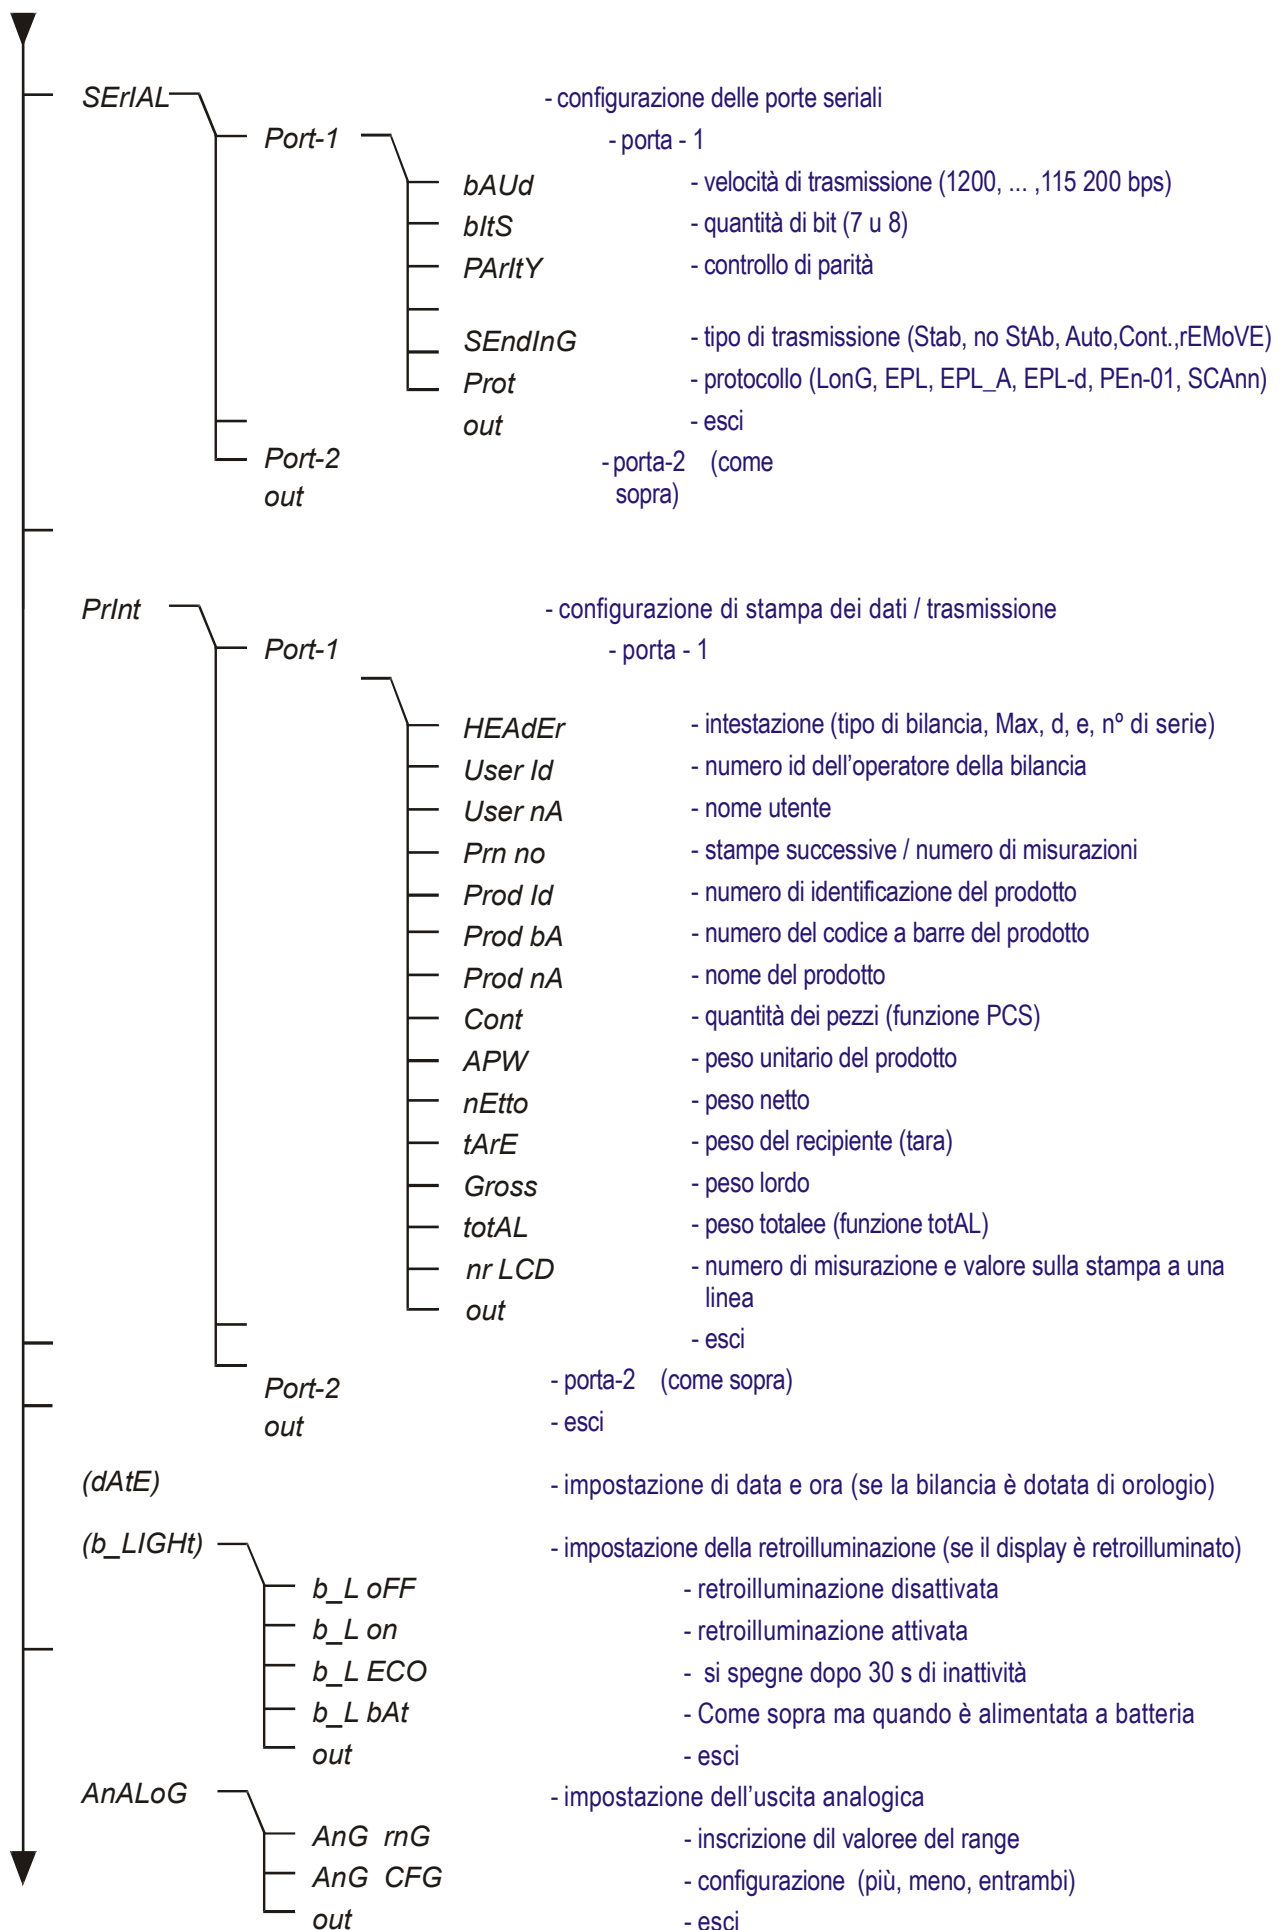 SErIAL - configurazione delle porte seriali
Port-1 - porta - 1
bAUd - velocità di trasmissione (1200, ... ,115 200 bps)
bItS - quantità di bit (7 u 8)
PArItY - controllo di parità
SEndInG - tipo di trasmissione (Stab, no StAb, Auto,Cont.,rEMoVE)
Prot - protocollo (LonG, EPL, EPL_A, EPL-d, PEn-01, SCAnn)
out - esci
Port-2 - porta-2 (come
sopra)
out
PrInt - configurazione di stampa dei dati / trasmissione
Port-1 - porta - 1
HEAdEr - intestazione (tipo di bilancia, Max, d, e, nº di serie)
User Id - numero id dell’operatore della bilancia
User nA - nome utente
Prn no - stampe successive / numero di misurazioni
Prod Id - numero di identificazione del prodotto
Prod bA - numero del codice a barre del prodotto
Prod nA - nome del prodotto
Cont - quantità dei pezzi (funzione PCS)
APW - peso unitario del prodotto
nEtto - peso netto
tArE - peso del recipiente (tara)
Gross - peso lordo
totAL - peso totalee (funzione totAL)
nr LCD - numero di misurazione e valore sulla stampa a una
linea
out
- esci
Port-2 - porta-2 (come sopra)
out - esci
(dAtE) - impostazione di data e ora (se la bilancia è dotata di orologio)
(b_LIGHt) - impostazione della retroilluminazione (se il display è retroilluminato)
b_L oFF - retroilluminazione disattivata
b_L on - retroilluminazione attivata
b_L ECO - si spegne dopo 30 s di inattività
b_L bAt - Come sopra ma quando è alimentata a batteria
out - esci
AnALoG - impostazione dell’uscita analogica
AnG rnG - inscrizione dil valoree del range
AnG CFG - configurazione (più, meno, entrambi)
out - esci